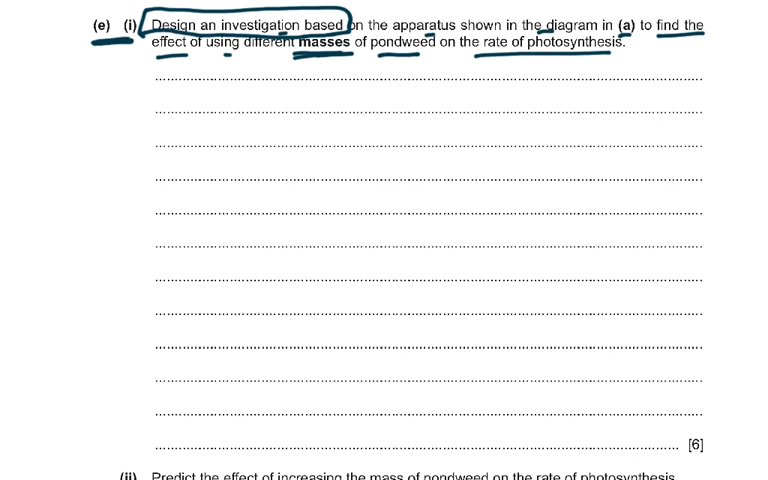 (e) (i) Design an investigation based on the apparatus shown in the diagram in (a) to find the
effect of using different masses of pondweed on the rate of photosynthesis.
[6]
(ii) Predict the effect of increasing the mass of pondweed on the rate of photosynthesis.